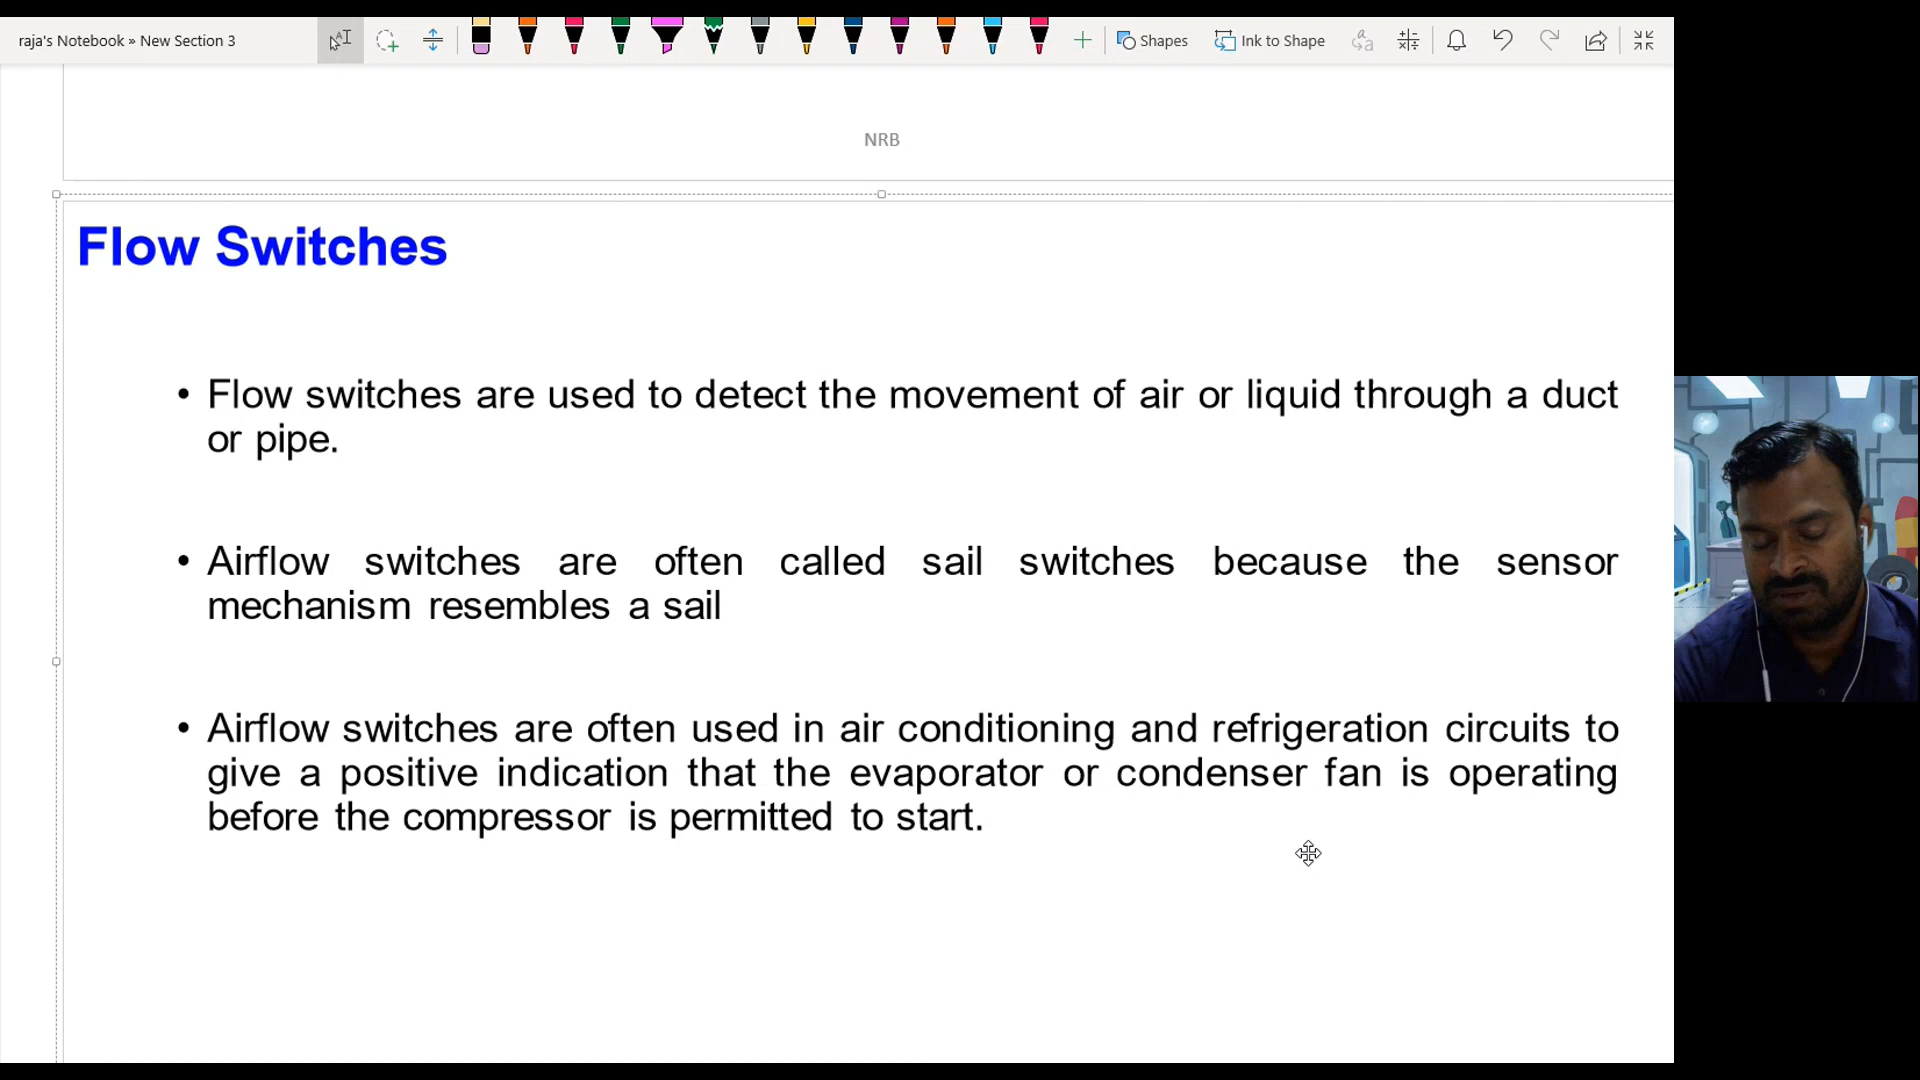 raja's Notebook » New Section 3
Shapes
Ink to Shape
NRB
Flow Switches
• Flow switches are used to detect the movement of air or liquid through a duct
or pipe.
• Airflow switches are often called sail switches because the sensor
mechanism resembles a sail
• Airflow switches are often used in air conditioning and refrigeration circuits to
give a positive indication that the evaporator or condenser fan is operating
before the compressor is permitted to start.